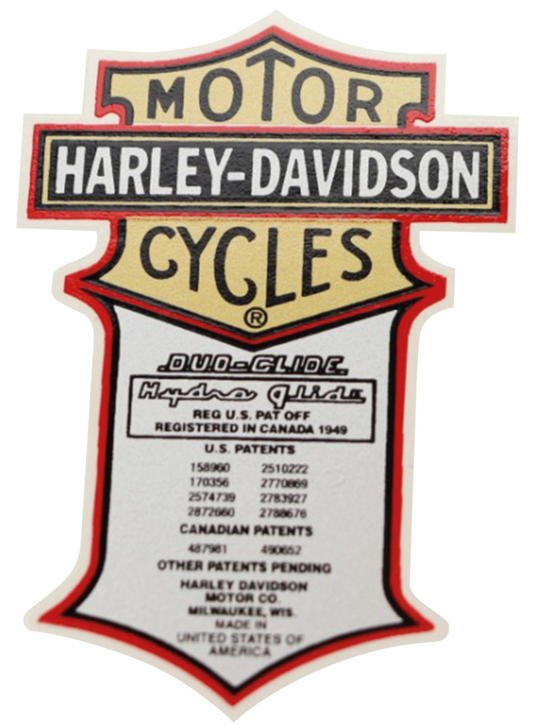 MOTOR
HARLEY-DAVIDSON
CYCLES
®
DUO-GLIDE
Hydra Glide
REG U.S. PAT OFF
REGISTERED IN CANADA 1949
U.S. PATENTS
158960 2510222
170356 2770869
2574739 2783927
2872660 2788676
CANADIAN PATENTS
487981 490652
OTHER PATENTS PENDING
HARLEY DAVIDSON
MOTOR CO.
MILWAUKEE, WIS.
MADE IN
UNITED STATES OF
AMERICA